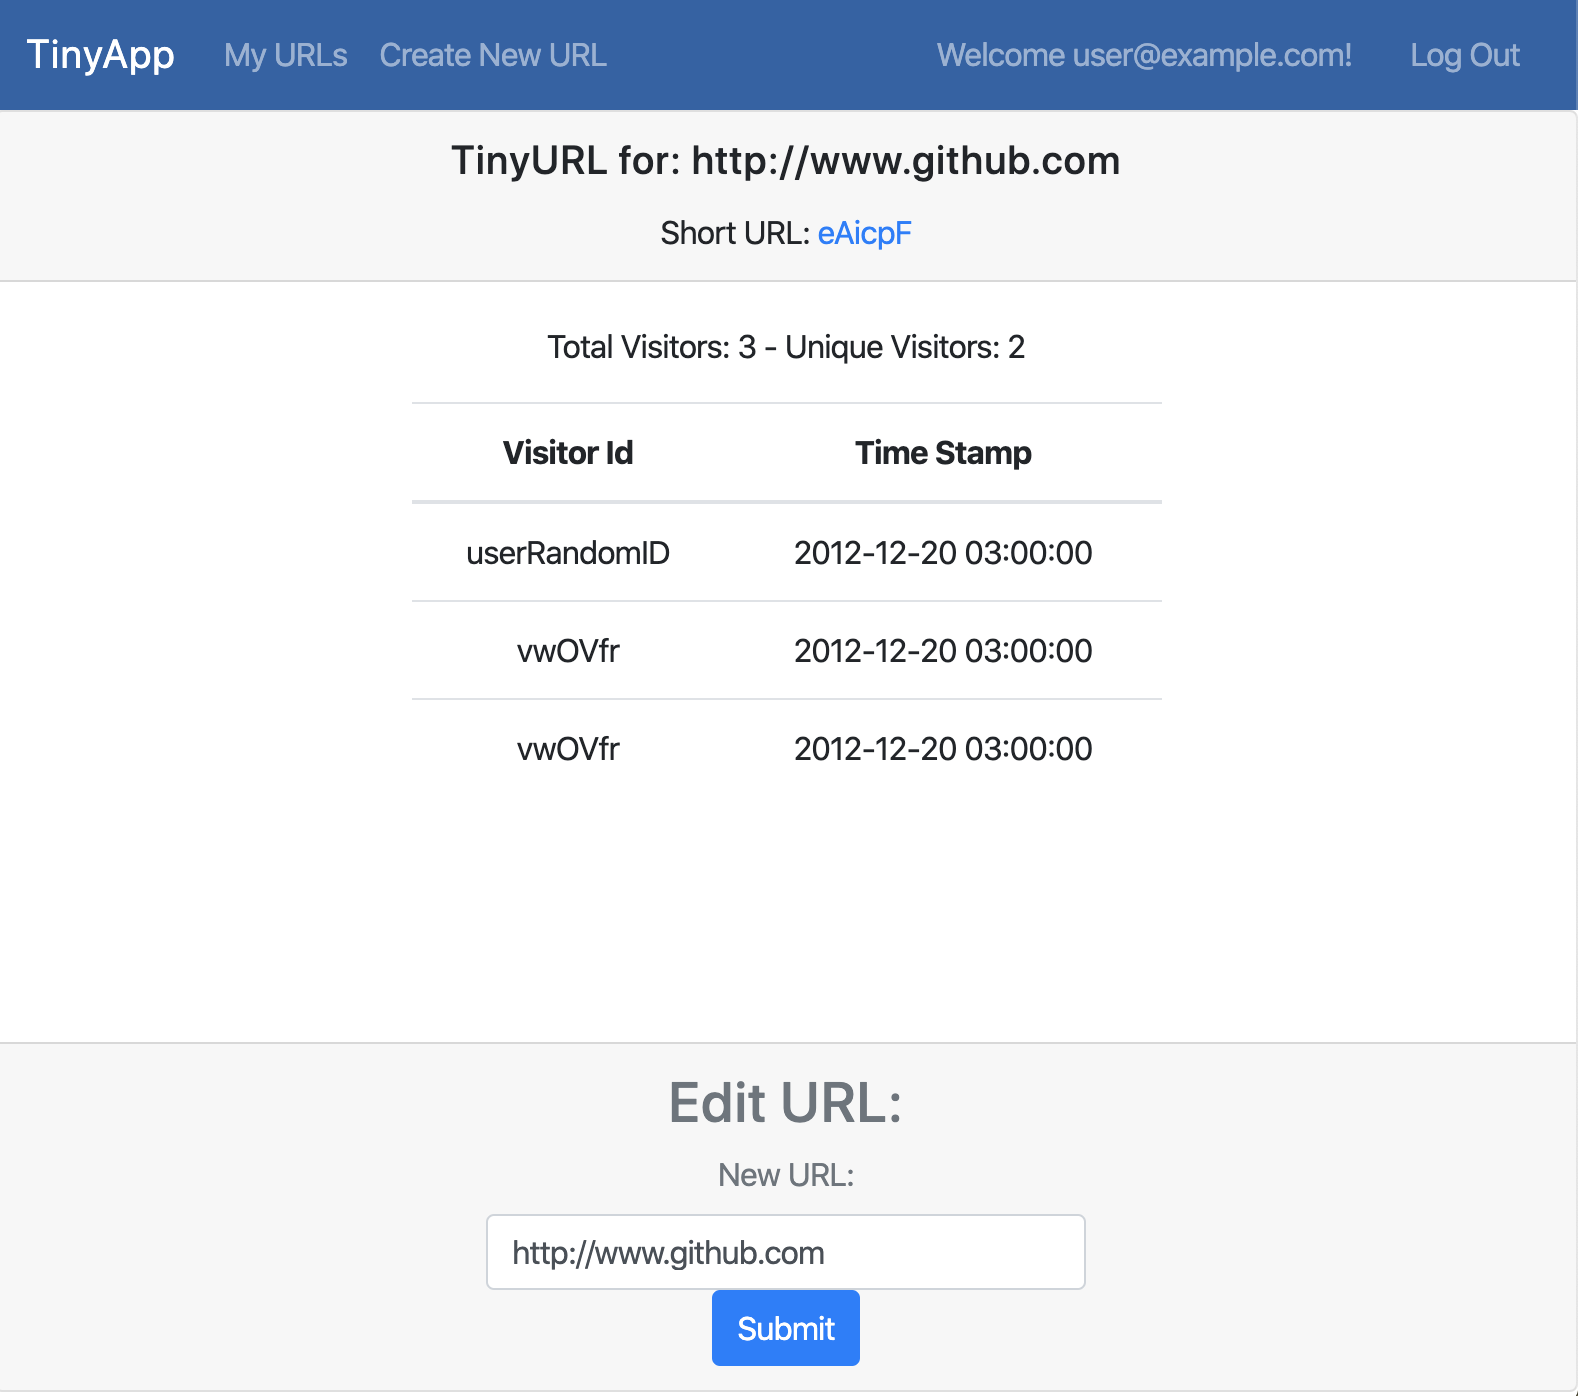 TinyApp My URLs Create New URL Welcome user@example.com! Log Out
TinyURL for: http://www.github.com
Short URL: eAicpF
Total Visitors: 3 - Unique Visitors: 2
Visitor Id Time Stamp
userRandomID 2012-12-20 03:00:00
vwOVfr 2012-12-20 03:00:00
vwOVfr 2012-12-20 03:00:00
Edit URL:
New URL:
http://www.github.com
Submit